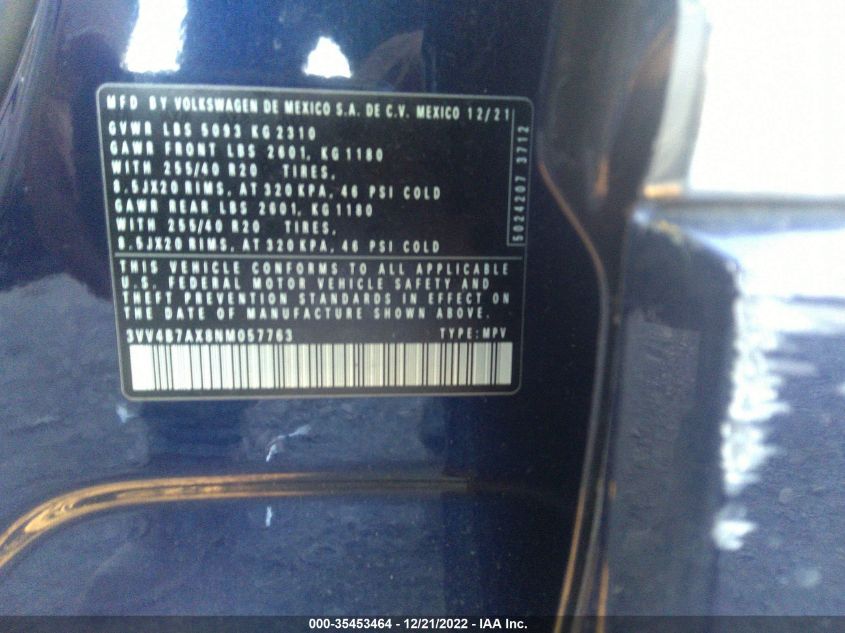 MFD BY VOLKSWAGEN DE MEXICO S.A. DE C.V. MEXICO 12/21
GVWR LBS 5093 KG 2310
GAWR FRONT LBS 2601, KG 1180
WITH 255/40 R20 TIRES,
8.5JX20 RIMS, AT 320 KPA, 46 PSI COLD
GAWR REAR LBS 2601, KG 1180
WITH 255/40 R20 TIRES,
8.5JX20 RIMS, AT 320 KPA, 46 PSI COLD
5024207 3712
THIS VEHICLE CONFORMS TO ALL APPLICABLE
U.S. FEDERAL MOTOR VEHICLE SAFETY AND
THEFT PREVENTION STANDARDS IN EFFECT ON
THE DATE OF MANUFACTURE SHOWN ABOVE.
3VV4B7AX8NM057763 TYPE: MPV
000-35453464 - 12/21/2022 - IAA Inc.